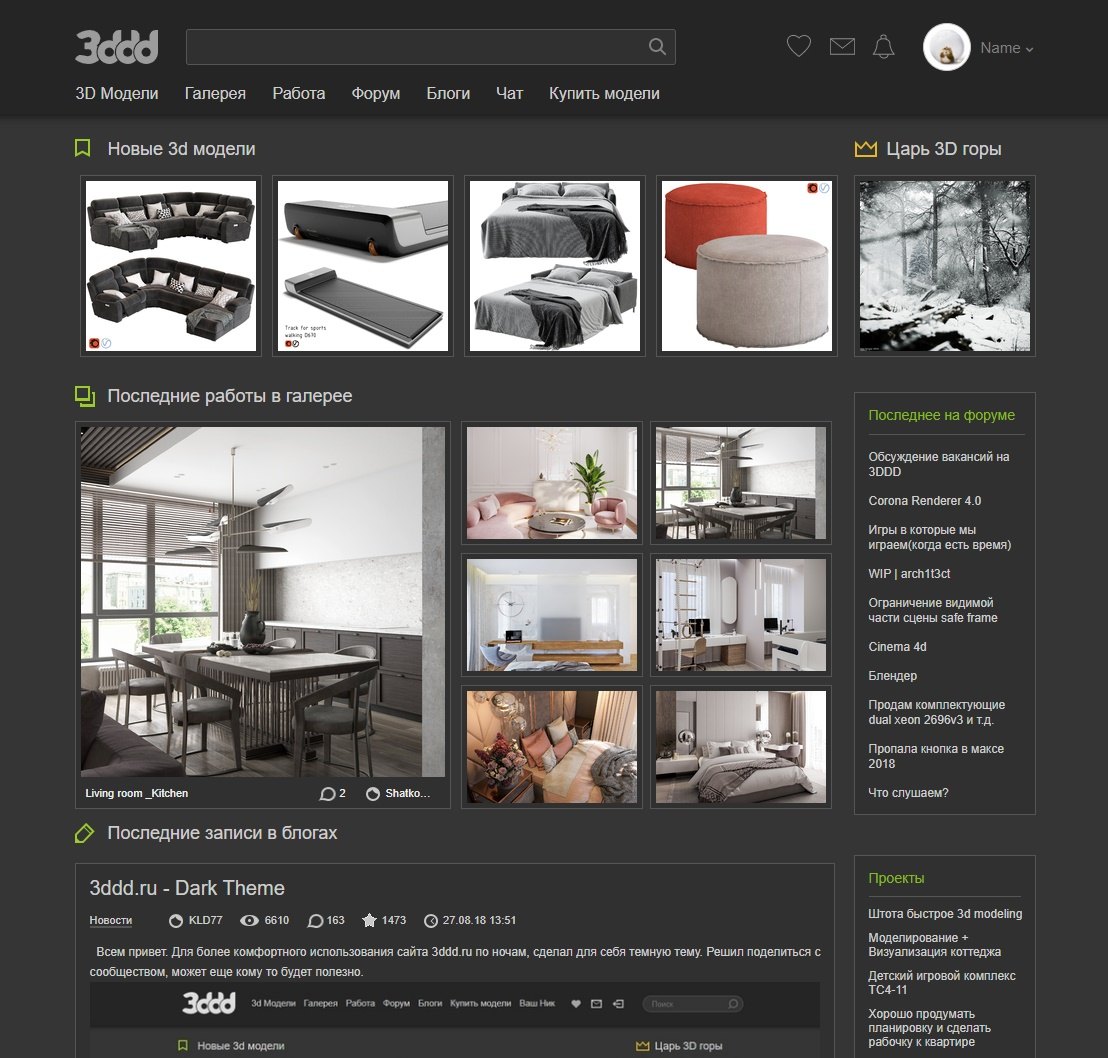 3ddd
Name
3D Модели Галерея Работа Форум Блоги Чат Купить модели
Новые 3d модели
Царь 3D горы
Track for sports
walking D670
Последние работы в галерее
Living room _Kitchen 2 Shatko...
Последнее на форуме
Обсуждение вакансий на
3DDD
Corona Renderer 4.0
Игры в которые мы
играем(когда есть время)
WIP | arch1t3ct
Ограничение видимой
части сцены safe frame
Cinema 4d
Блендер
Продам комплектующие
dual xeon 2696v3 и т.д.
Пропала кнопка в максе
2018
Что слушаем?
Последние записи в блогах
3ddd.ru - Dark Theme
Новости KLD77 6610 163 1473 27.08.18 13:51
Всем привет. Для более комфортного использования сайта 3ddd.ru по ночам, сделал для себя темную тему. Решил поделиться с
сообществом, может еще кому то будет полезно.
3ddd 3d Модели Галерея Работа Форум Блоги Купить модели Ваш Ник Поиск
Новые 3d модели Царь 3D горы
Проекты
Штота быстрое 3d modeling
Моделирование +
Визуализация коттеджа
Детский игровой комплекс
ТС4-11
Хорошо продумать
планировку и сделать
рабочку к квартире